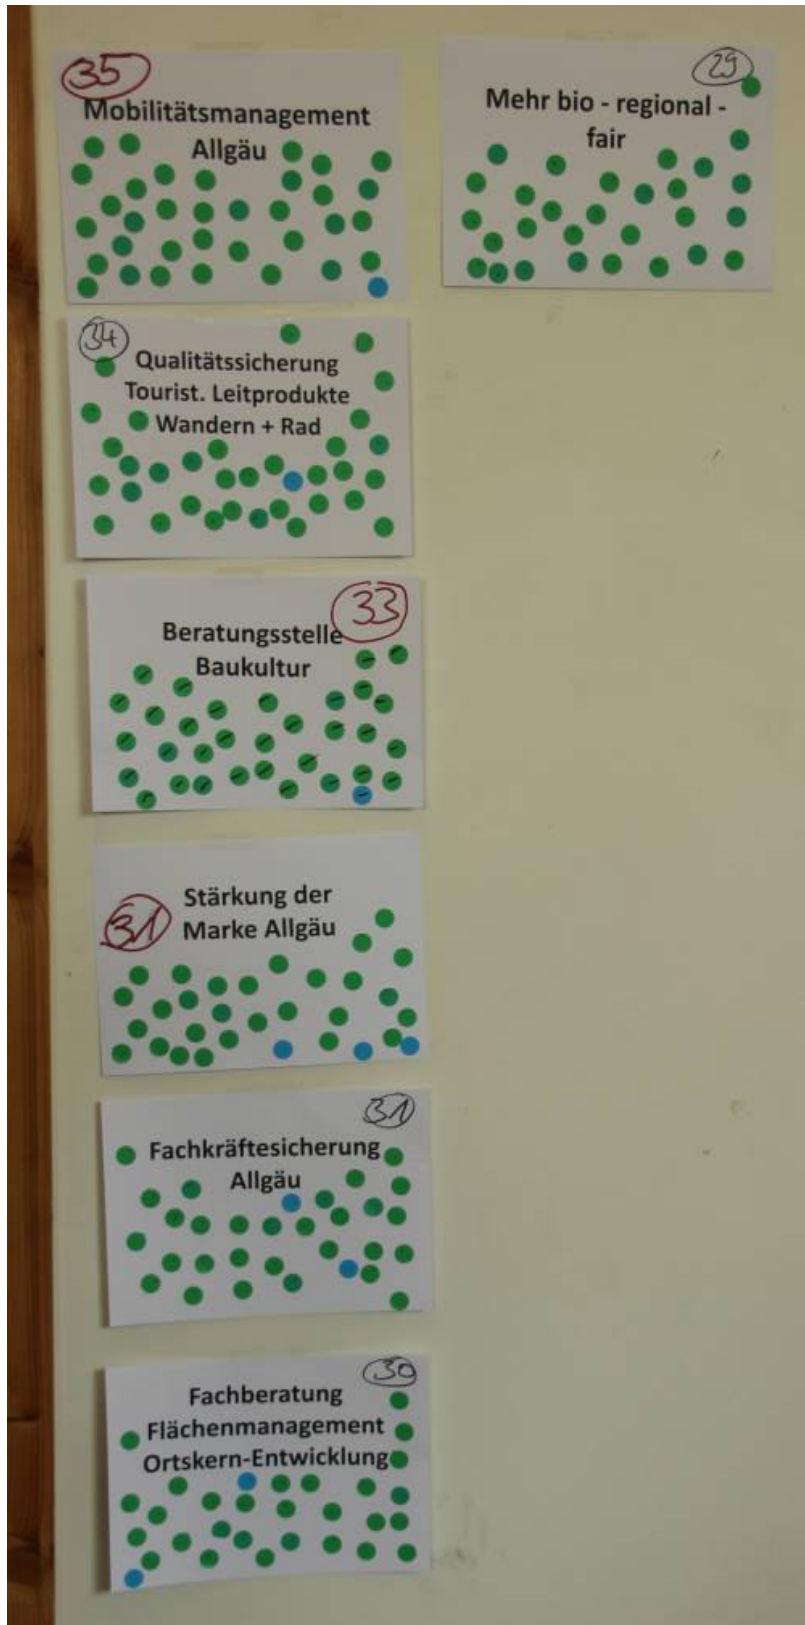 35
Mobilitätsmanagement
Allgäu
34
Qualitätssicherung
Tourist. Leitprodukte
Wandern + Rad
33
Beratungsstelle
Baukultur
31
Stärkung der
Marke Allgäu
31
Fachkräftesicherung
Allgäu
30
Fachberatung
Flächenmanagement
Ortskern-Entwicklung
29
Mehr bio - regional -
fair